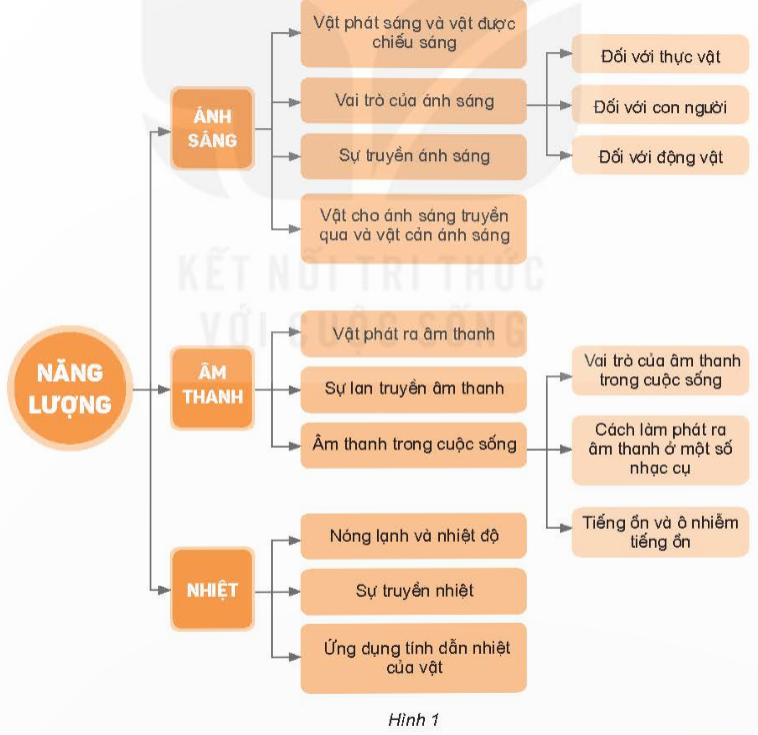 NĂNG
LƯỢNG
ÁNH
SÁNG
Vật phát sáng và vật được
chiếu sáng
Vai trò của ánh sáng
Đối với thực vật
Đối với con người
Đối với động vật
Sự truyền ánh sáng
Vật cho ánh sáng truyền
qua và vật cản ánh sáng
KẾT NỐI TRI THỨC
VỚI CUỘC SỐNG
ÂM
THANH
Vật phát ra âm thanh
Sự lan truyền âm thanh
Âm thanh trong cuộc sống
Vai trò của âm thanh
trong cuộc sống
Cách làm phát ra
âm thanh ở một số
nhạc cụ
Tiếng ồn và ô nhiễm
tiếng ồn
NHIỆT
Nóng lạnh và nhiệt độ
Sự truyền nhiệt
Ứng dụng tính dẫn nhiệt
của vật
Hình 1